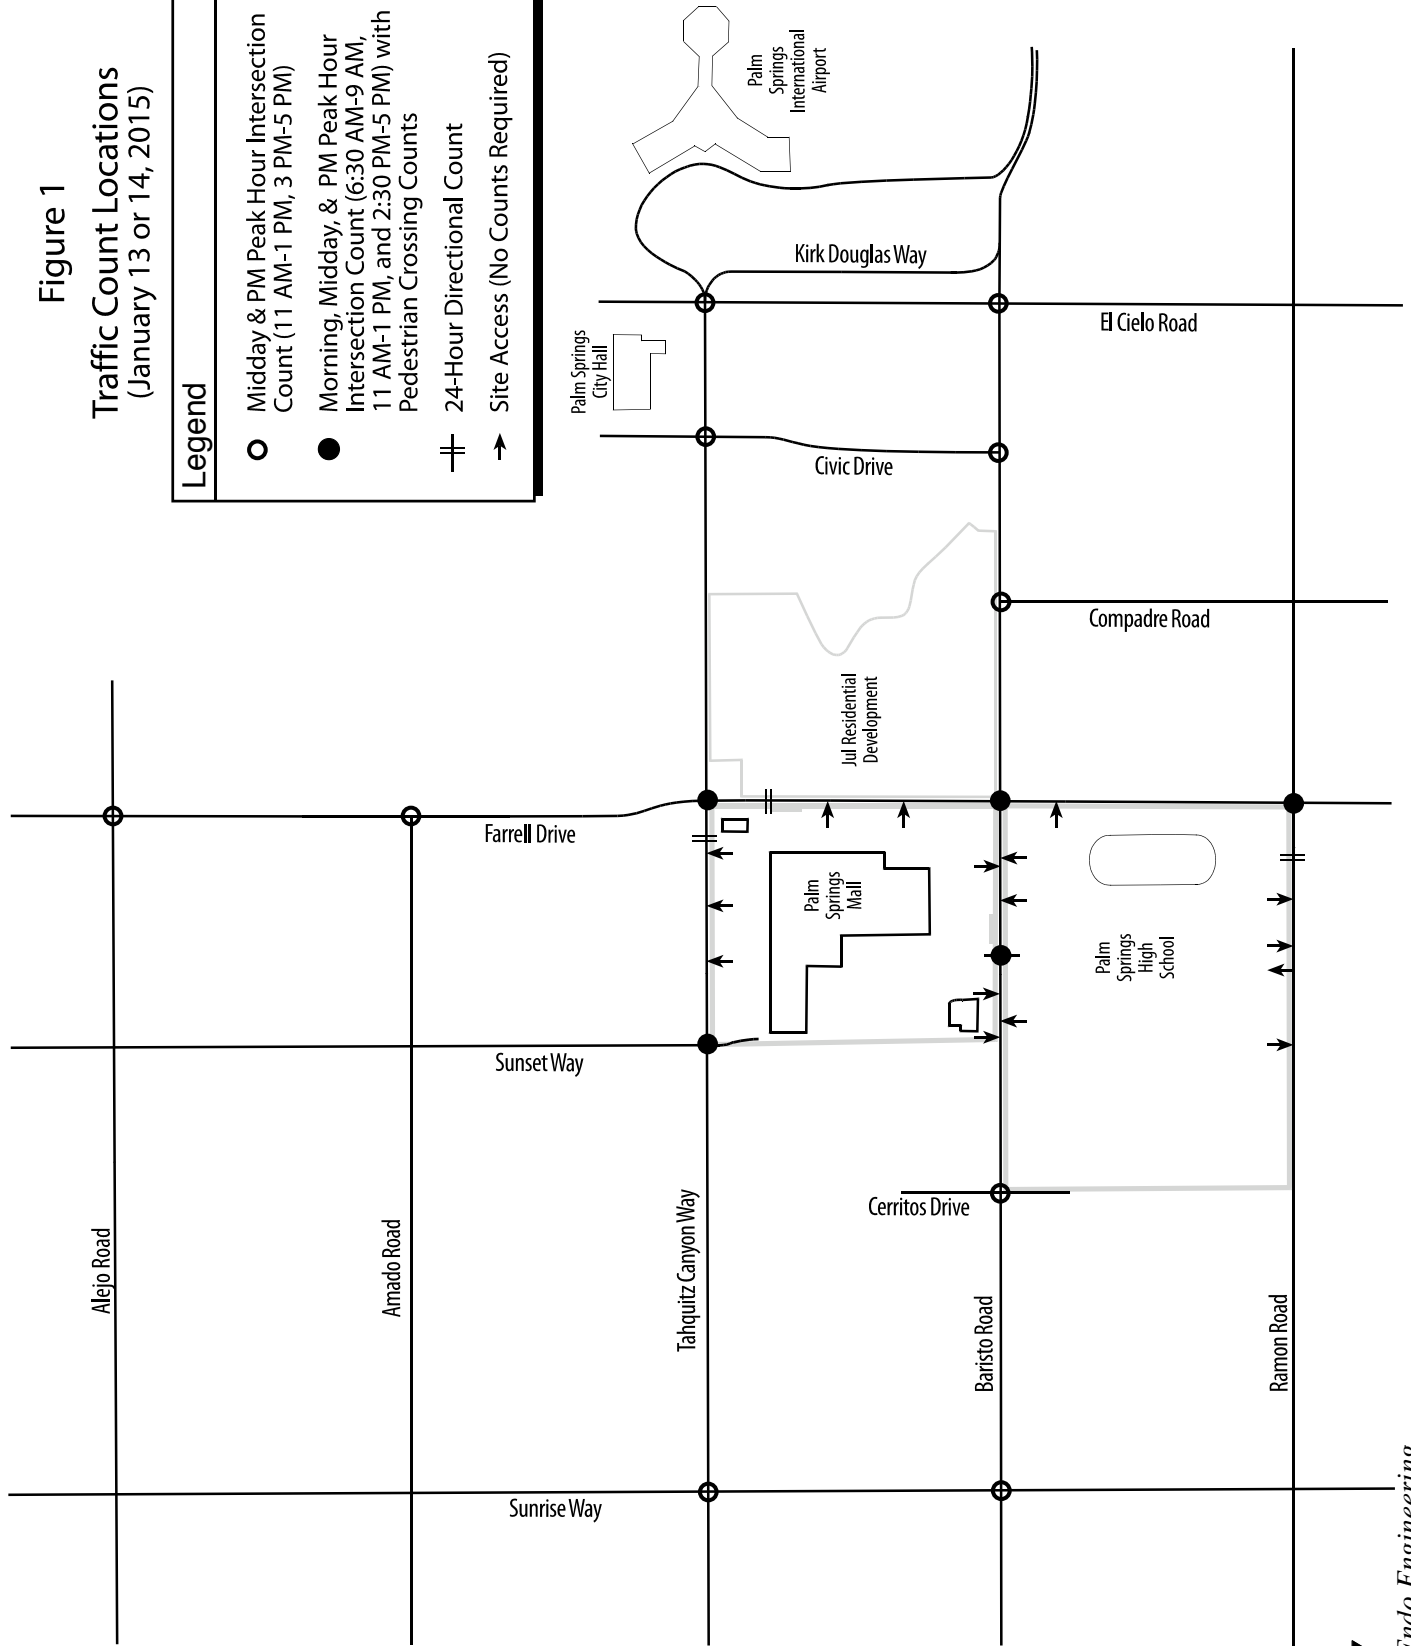 Figure 1
Traffic Count Locations
(January 13 or 14, 2015)
Legend
Midday & PM Peak Hour Intersection
Count (11 AM-1 PM, 3 PM-5 PM)
Morning, Midday, & PM Peak Hour
Intersection Count (6:30 AM-9 AM,
11 AM-1 PM, and 2:30 PM-5 PM) with
Pedestrian Crossing Counts
24-Hour Directional Count
Site Access (No Counts Required)
Palm
Springs
International
Airport
Kirk Douglas Way
El Cielo Road
Palm Springs
City Hall
Civic Drive
Compadre Road
Jul Residential
Development
Farrell Drive
Palm
Springs
Mall
Palm
Springs
High
School
Sunset Way
Cerritos Drive
Alejo Road
Amado Road
Tahquitz Canyon Way
Baristo Road
Ramon Road
Sunrise Way
Endo Engineering